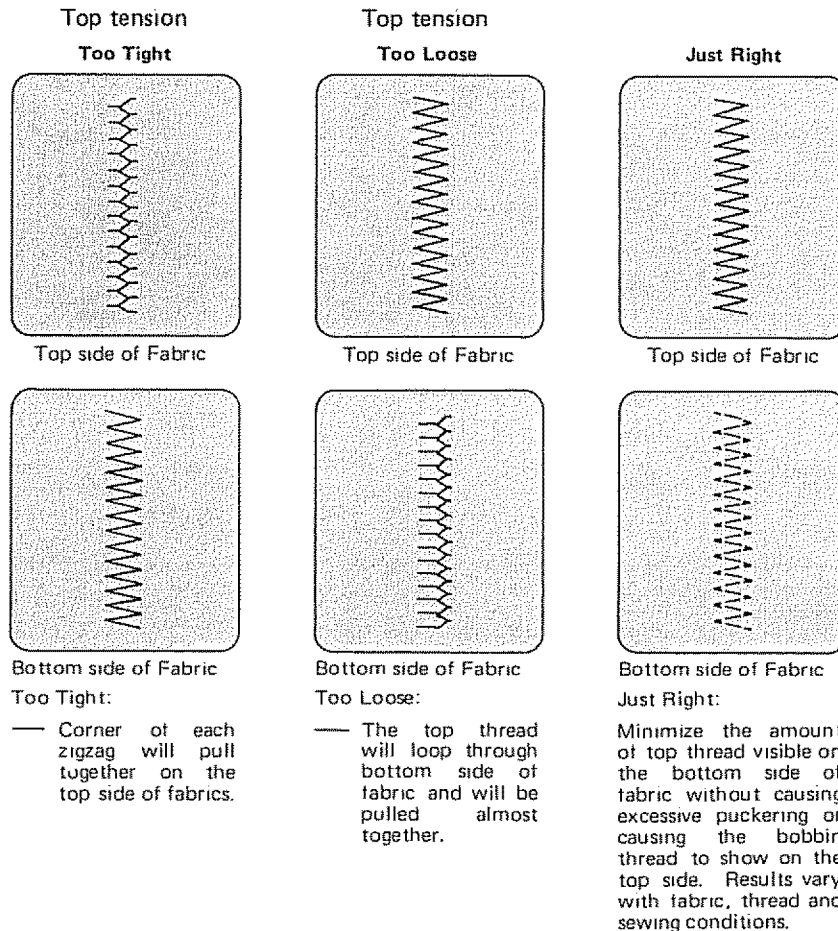 Top tension
Too Tight
Top side of Fabric
Bottom side of Fabric
Too Tight:
— Corner of each
zigzag will pull
together on the
top side of fabrics.
Top tension
Too Loose
Top side of Fabric
Bottom side of Fabric
Too Loose:
— The top thread
will loop through
bottom side of
fabric and will be
pulled almost
together.
Just Right
Top side of Fabric
Bottom side of Fabric
Just Right:
Minimize the amount
of top thread visible on
the bottom side of
fabric without causing
excessive puckering or
causing the bobbin
thread to show on the
top side. Results vary
with fabric, thread and
sewing conditions.